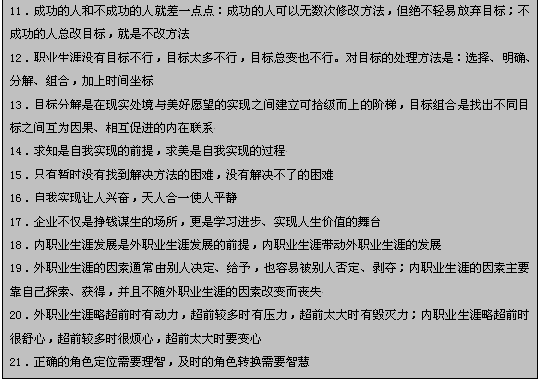 11．成功的人和不成功的人就差一点点：成功的人可以无数次修改方法，但绝不轻易放弃目标；不
成功的人总改目标，就是不改方法
12．职业生涯没有目标不行，目标太多不行，目标总变也不行。对目标的处理方法是：选择、明确、
分解、组合，加上时间坐标
13．目标分解是在现实处境与美好愿望的实现之间建立可拾级而上的阶梯，目标组合是找出不同目
标之间互为因果、相互促进的内在联系
14．求知是自我实现的前提，求美是自我实现的过程
15．只有暂时没有找到解决方法的困难，没有解决不了的困难
16．自我实现让人兴奋，天人合一使人平静
17．企业不仅是挣钱谋生的场所，更是学习进步、实现人生价值的舞台
18．内职业生涯发展是外职业生涯发展的前提，内职业生涯带动外职业生涯的发展
19．外职业生涯的因素通常由别人决定、给予，也容易被别人否定、剥夺；内职业生涯的因素主要
靠自己探索、获得，并且不随外职业生涯的因素改变而丧失
20．外职业生涯略超前时有动力，超前较多时有压力，超前太大时有毁灭力；内职业生涯略超前时
很舒心，超前较多时很烦心，超前太大时要变心
21．正确的角色定位需要理智，及时的角色转换需要智慧